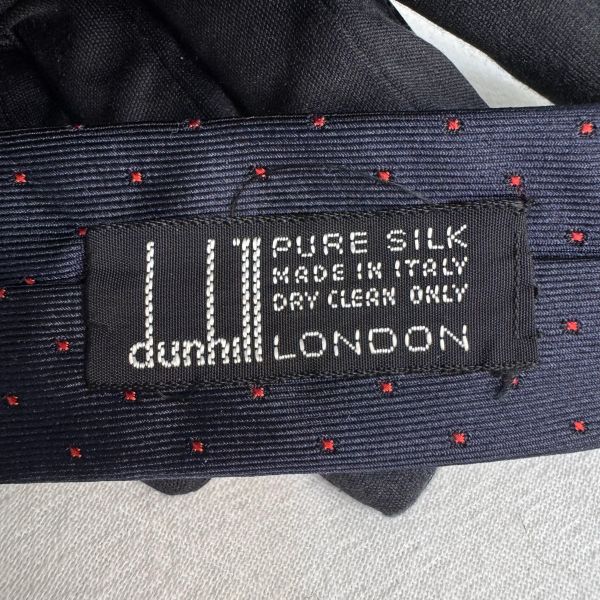 PURE SILK
MADE IN ITALY
DRY CLEAN ONLY
dunhill LONDON